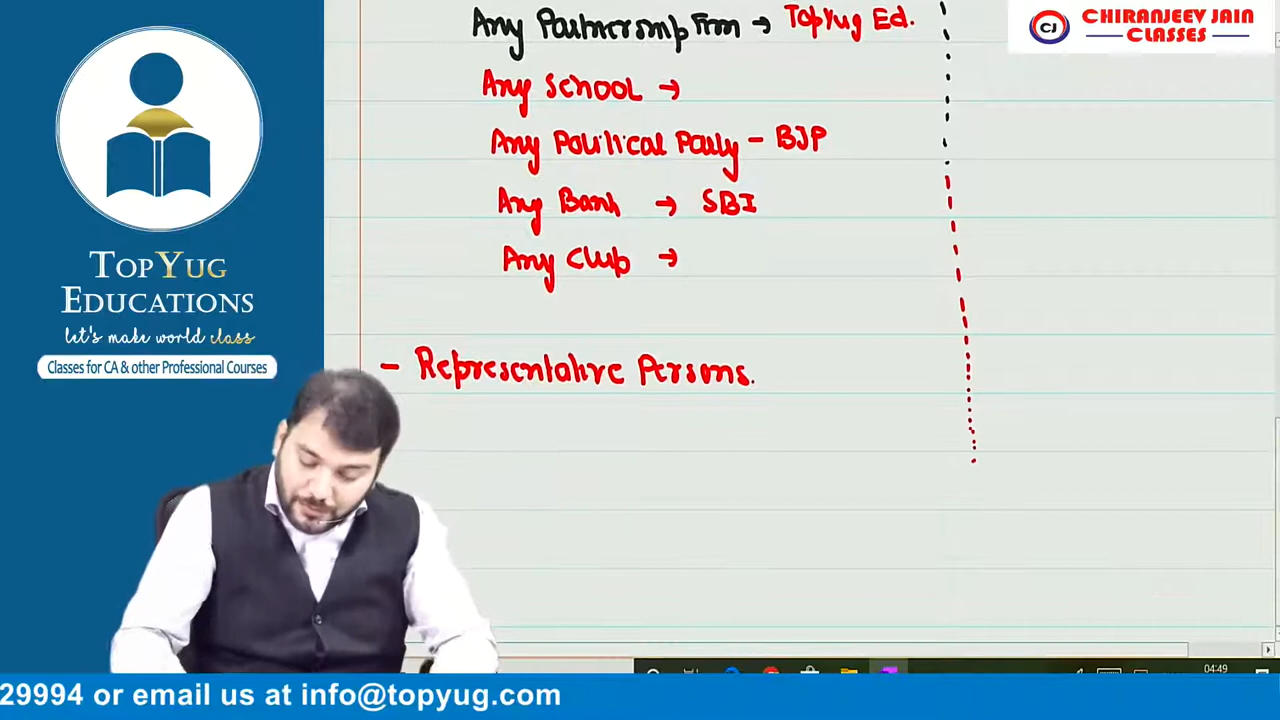 Any Partnership Firm → TopYug Ed.
CHIRANJEEV JAIN
CLASSES
CJ
Any School →
Any Political Party - BJP
Any Bank → SBI
Any Club →
- Representative Persons.
TOPYUG
EDUCATIONS
let's make world class
Classes for CA & other Professional Courses
04:49
29994 or email us at info@topyug.com